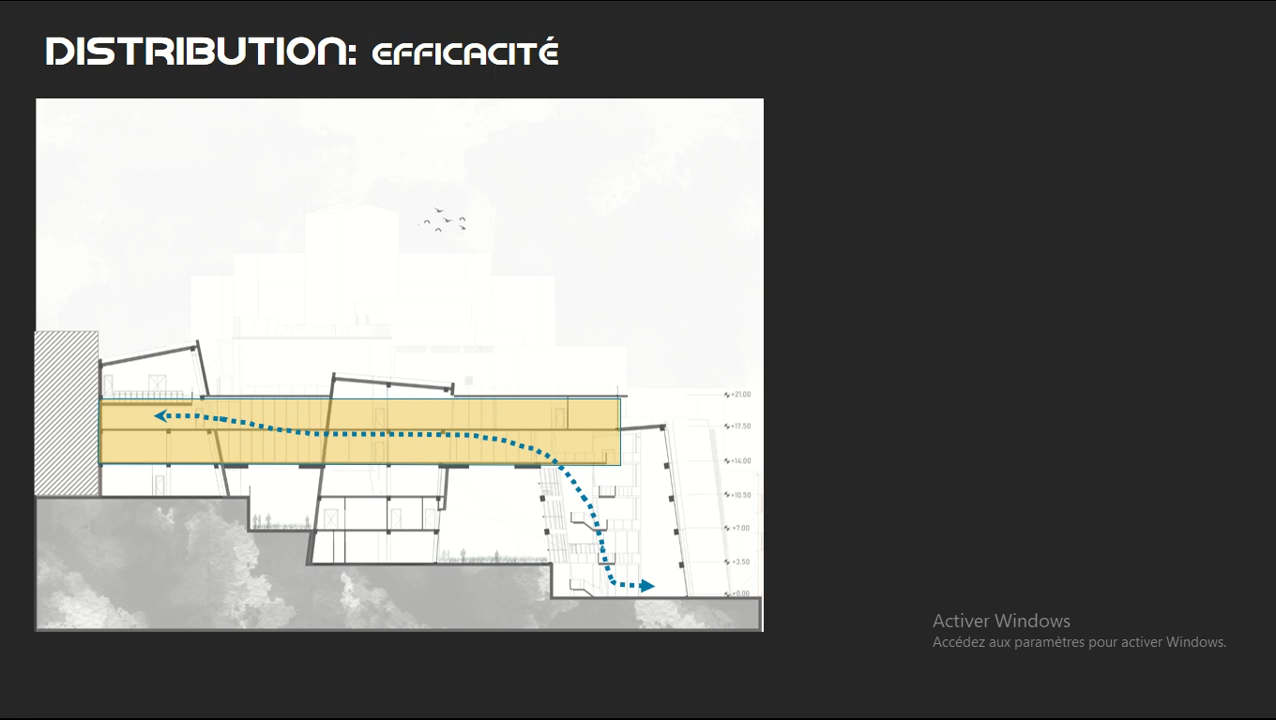 DISTRIBUTION: EFFICACITÉ
+21.00
+17.50
+14.00
+10.50
+7.00
+3.50
+0.00
Activer Windows
Accédez aux paramètres pour activer Windows.